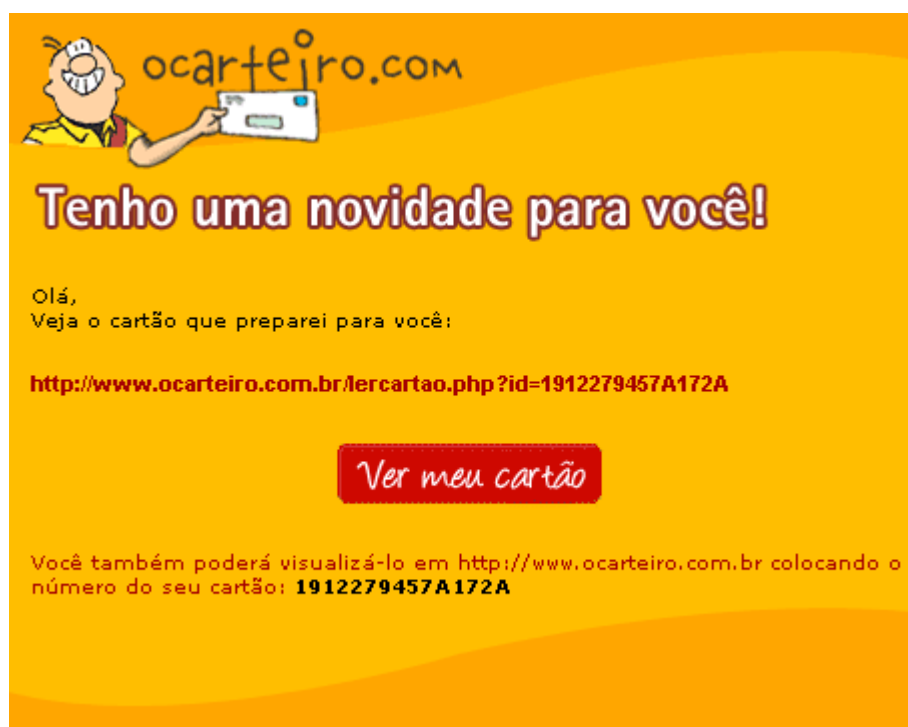 ocarteiro.com
Tenho uma novidade para você!
Olá,
Veja o cartão que preparei para você:
http://www.ocarteiro.com.br/lercartao.php?id=1912279457A172A
Ver meu cartão
Você também poderá visualizá-lo em http://www.ocarteiro.com.br colocando o
número do seu cartão: 1912279457A172A